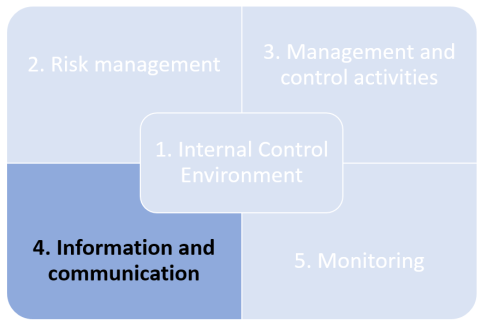 2. Risk management
3. Management and
control activities
1. Internal Control
Environment
4. Information and
communication
5. Monitoring